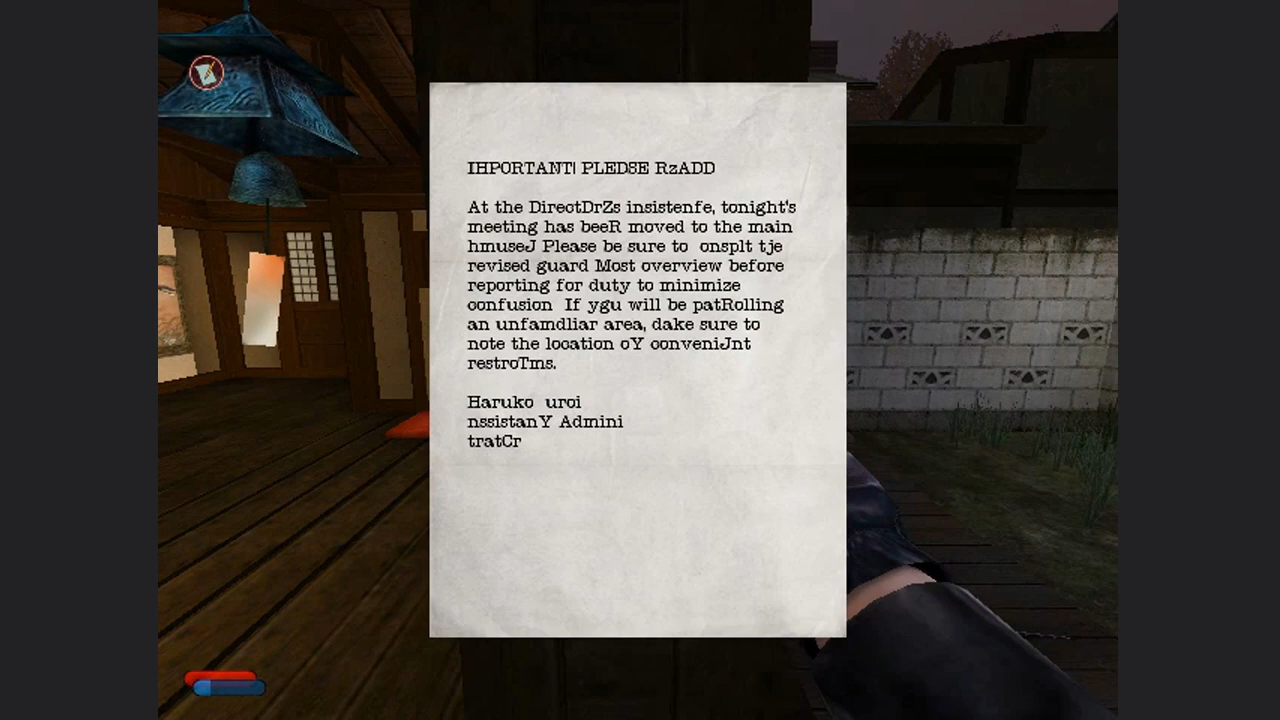 IHPORTANT! PLEDSE RzADD
At the DirectDrZs insistenfe, tonight's
meeting has beeR moved to the main
hmuseJ Please be sure to  onsplt tje
revised guard Most overview before
reporting for duty to minimize
confusion  If ygu will be patRolling
an unfamdliar area, dake sure to
note the location oY conveniJnt
restroTms.
Haruko  uroi
nssistanY Admini
tratCr